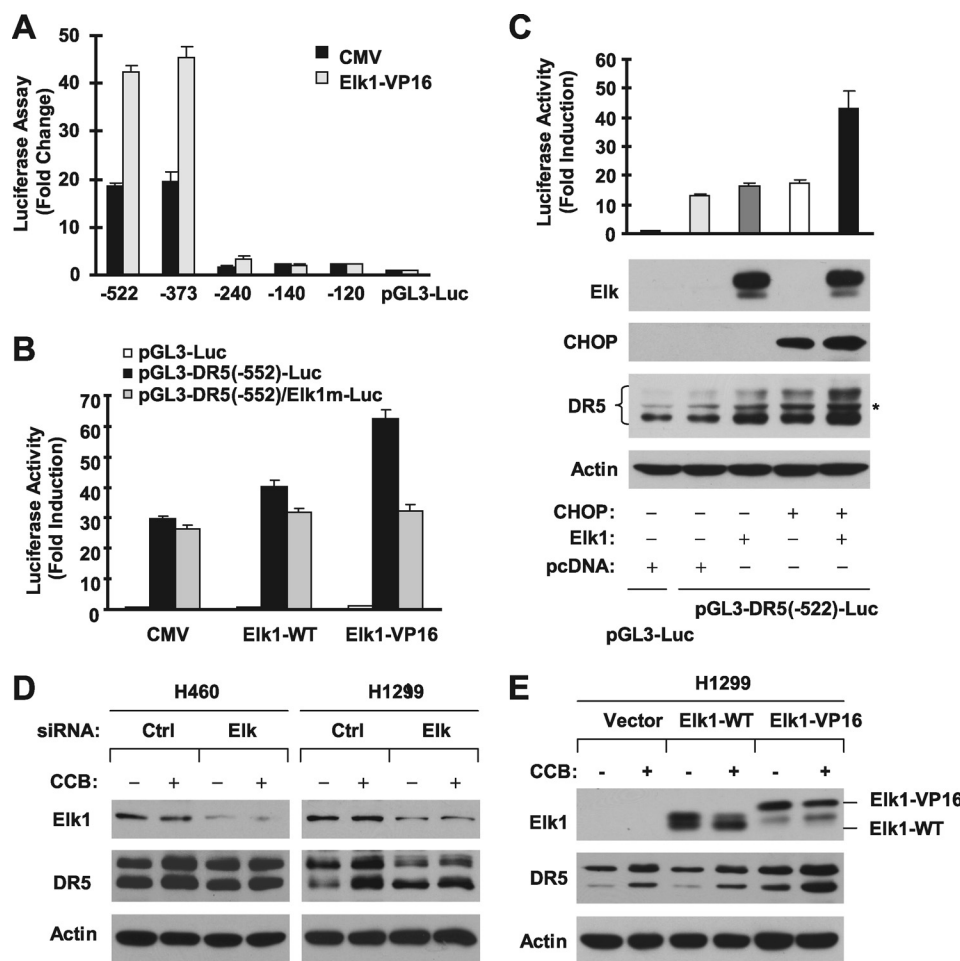 A
50
40
30
20
10
0
Luciferase Assay
(Fold Change)
CMV
Elk1-VP16
-522 -373 -240 -140 -120 pGL3-Luc
B
pGL3-Luc
pGL3-DR5(-552)-Luc
pGL3-DR5(-552)/Elk1m-Luc
70
60
50
40
30
20
10
0
Luciferase Activity
(Fold Induction)
CMV Elk1-WT Elk1-VP16
C
60
50
40
30
20
10
0
Luciferase Activity
(Fold Induction)
Elk
CHOP
DR5 *
Actin
CHOP: – – – + +
Elk1: – – + – +
pcDNA: + + – – –
pGL3-DR5(-522)-Luc
pGL3-Luc
D
H460 H1299
siRNA: Ctrl Elk Ctrl Elk
CCB: – + – + – + – +
Elk1
DR5
Actin
E
H1299
Vector Elk1-WT Elk1-VP16
CCB: - + - + - +
Elk1 Elk1-VP16
Elk1-WT
DR5
Actin